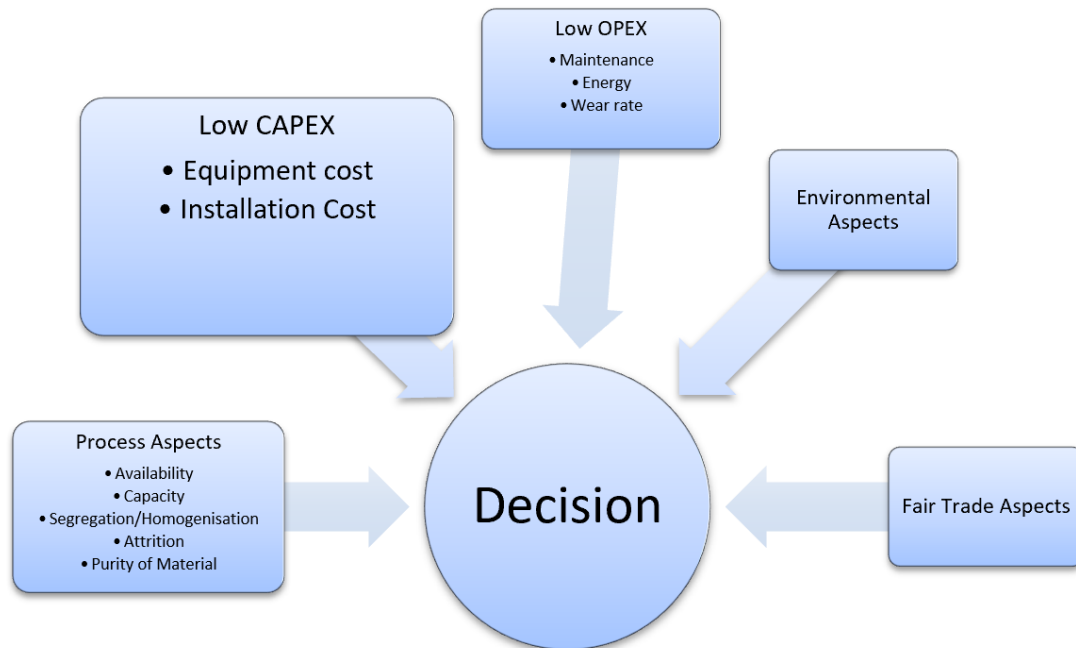 Low OPEX
• Maintenance
• Energy
• Wear rate
Low CAPEX
• Equipment cost
• Installation Cost
Environmental
Aspects
Process Aspects
• Availability
• Capacity
• Segregation/Homogenisation
• Attrition
• Purity of Material
Decision
Fair Trade Aspects